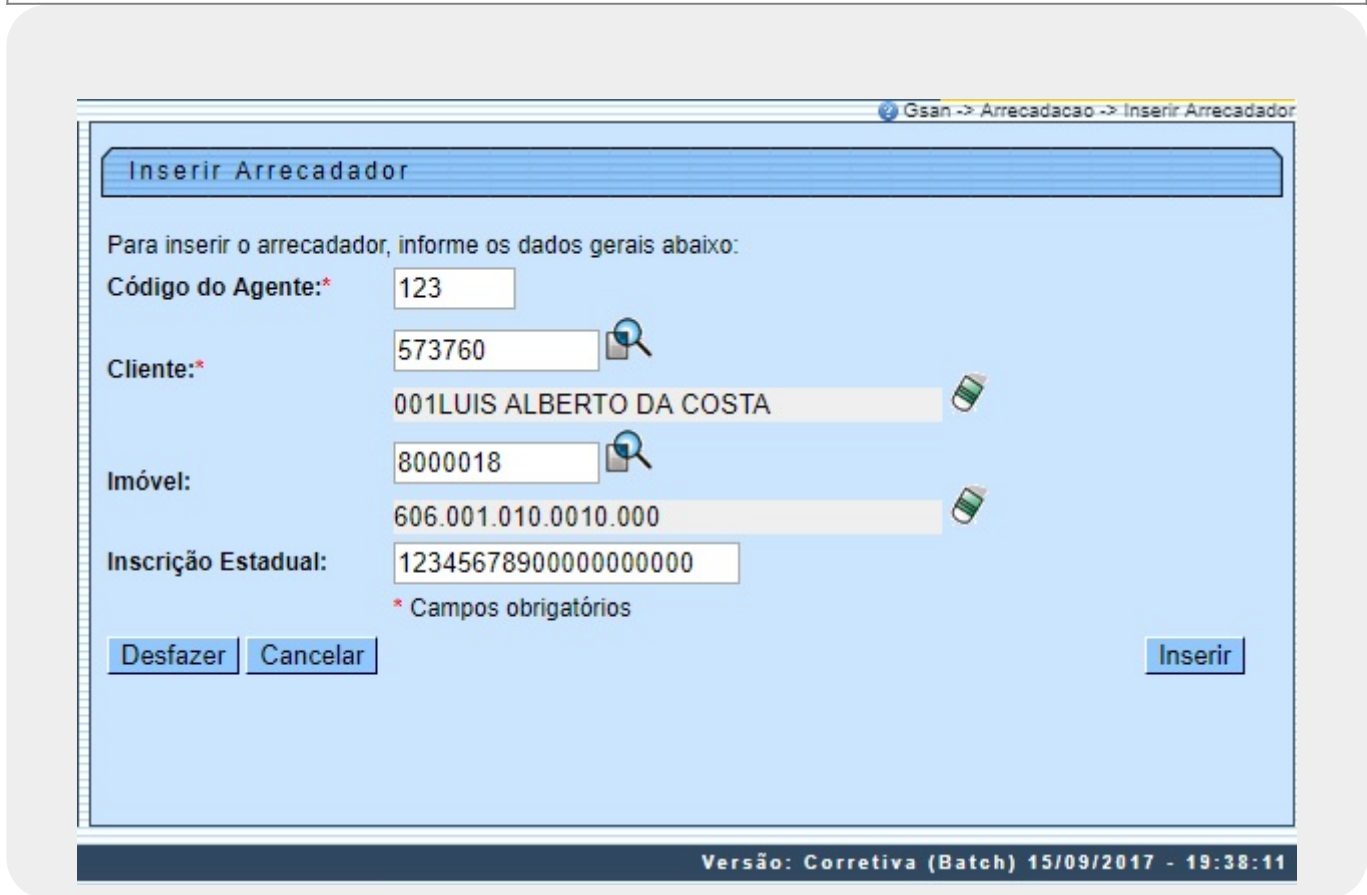 Gsan -> Arrecadacao -> Inserir Arrecadador
Inserir Arrecadador
Para inserir o arrecadador, informe os dados gerais abaixo:
Código do Agente:* 123
Cliente:* 573760
001LUIS ALBERTO DA COSTA
Imóvel: 8000018
606.001.010.0010.000
Inscrição Estadual: 12345678900000000000
* Campos obrigatórios
Desfazer Cancelar Inserir
Versão: Corretiva (Batch) 15/09/2017 - 19:38:11